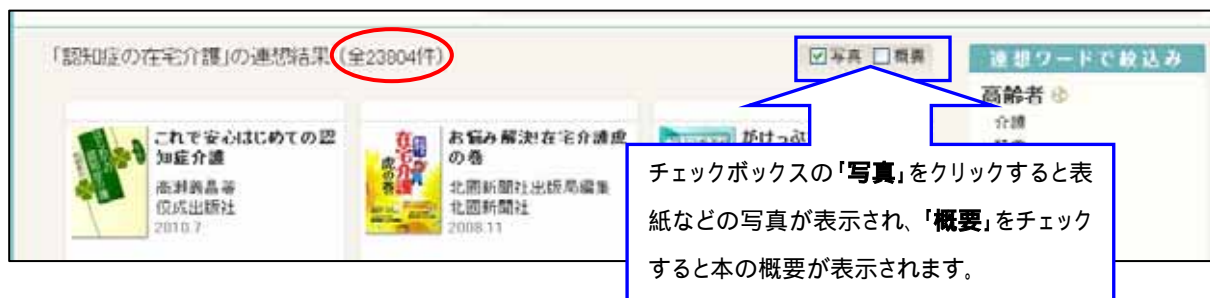 「認知症の在宅介護」の連想結果（全23804件）
写真 概要
連想ワードで絞込み
高齢者
介護
これで安心はじめての認
知症介護
高瀬義昌等
佼成出版社
2010.7
お悩み解決!在宅介護虎
の巻
北國新聞社出版局編集
北國新聞社
2008.11
がけっぷ
チェックボックスの「写真」をクリックすると表
紙などの写真が表示され、「概要」をチェック
すると本の概要が表示されます。